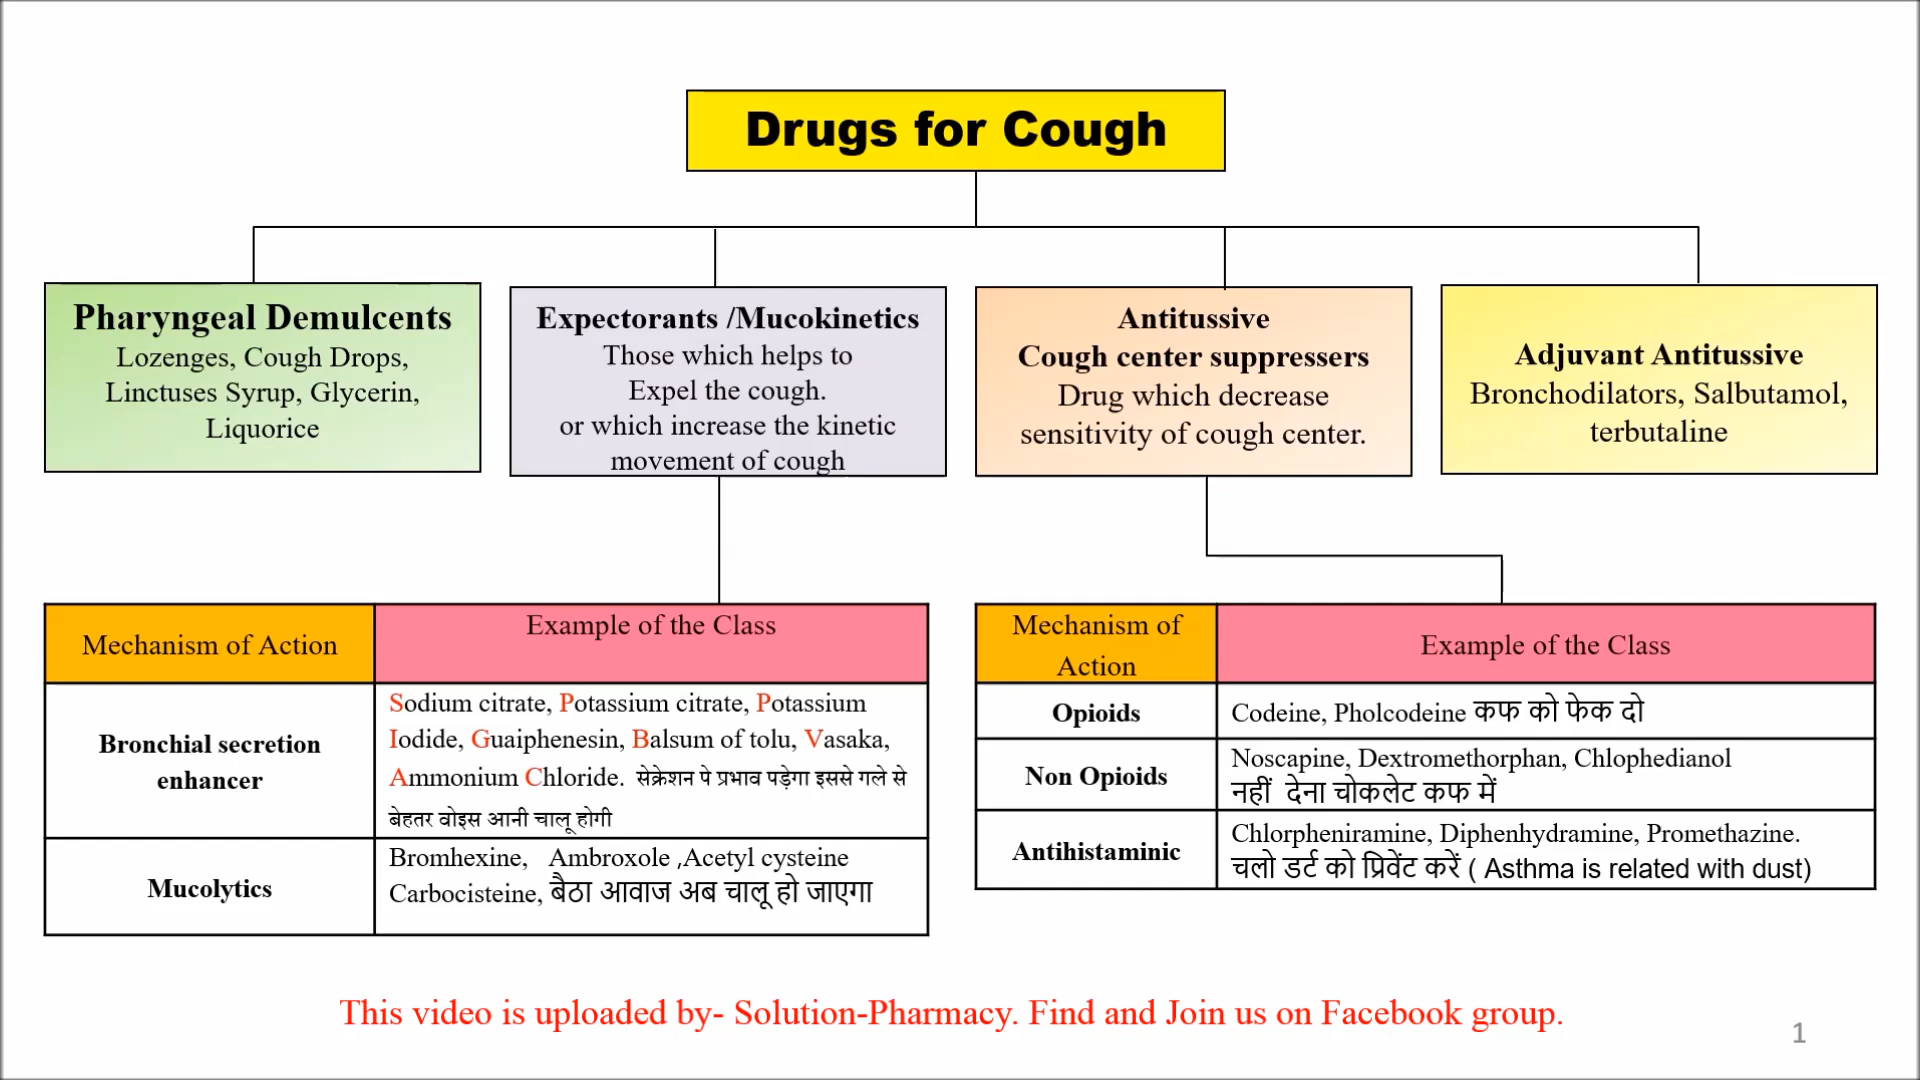 Drugs for Cough
Pharyngeal Demulcents
Lozenges, Cough Drops,
Linctuses Syrup, Glycerin,
Liquorice
Expectorants /Mucokinetics
Those which helps to
Expel the cough.
or which increase the kinetic
movement of cough
Antitussive
Cough center suppressers
Drug which decrease
sensitivity of cough center.
Adjuvant Antitussive
Bronchodilators, Salbutamol,
terbutaline
Mechanism of Action
Example of the Class
Bronchial secretion
enhancer
Sodium citrate, Potassium citrate, Potassium
Iodide, Guaiphenesin, Balsum of tolu, Vasaka,
Ammonium Chloride. सेक्रेशन पे प्रभाव पड़ेगा इससे गले से
बेहतर वोइस आनी चालू होगी
Mucolytics
Bromhexine, Ambroxole ,Acetyl cysteine
Carbocisteine, बैठा आवाज अब चालू हो जाएगा
Mechanism of
Action
Example of the Class
Opioids
Codeine, Pholcodeine कफ को फेक दो
Non Opioids
Noscapine, Dextromethorphan, Chlophedianol
नहीं देना चोकलेट कफ में
Antihistaminic
Chlorpheniramine, Diphenhydramine, Promethazine.
चलो डर्ट को प्रिवेंट करें ( Asthma is related with dust)
This video is uploaded by- Solution-Pharmacy. Find and Join us on Facebook group.
1